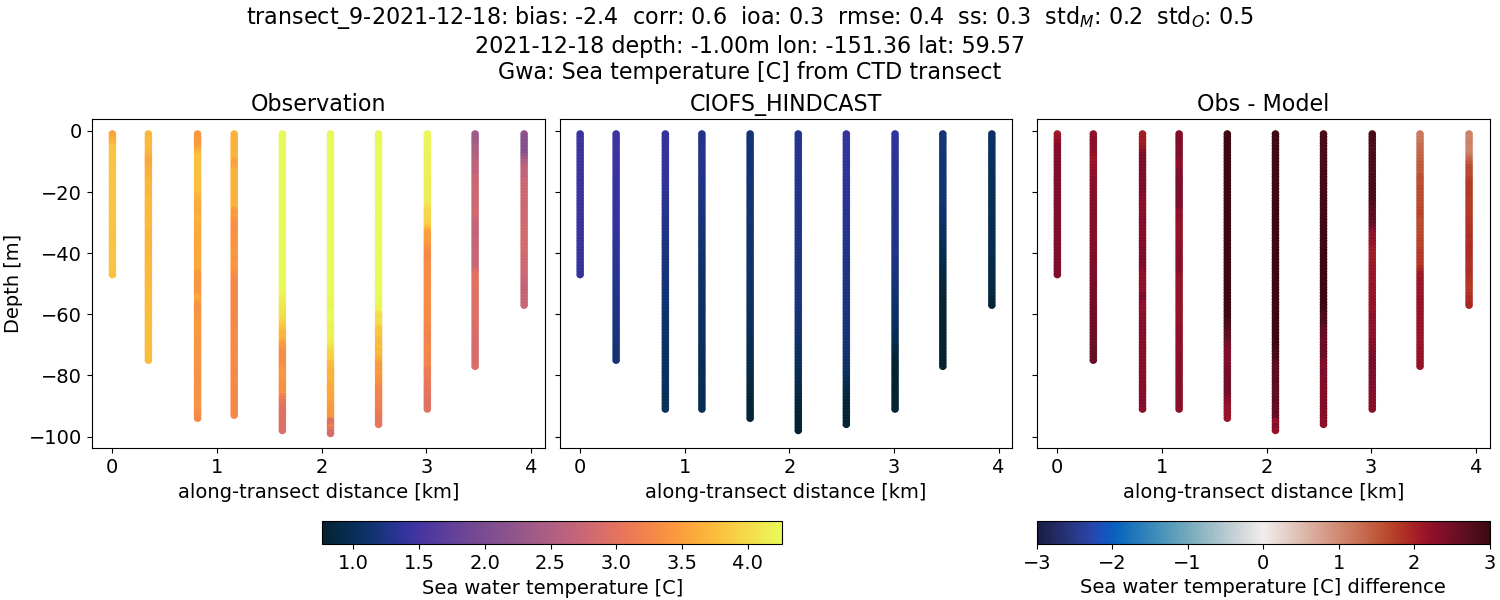 transect_9-2021-12-18: bias: -2.4  corr: 0.6  ioa: 0.3  rmse: 0.4  ss: 0.3  std_M: 0.2  std_O: 0.5
2021-12-18 depth: -1.00m lon: -151.36 lat: 59.57
Gwa: Sea temperature [C] from CTD transect
Observation
CIOFS_HINDCAST
Obs - Model
Depth [m]
0
−20
−40
−60
−80
−100
0 1 2 3 4
0 1 2 3 4
0 1 2 3 4
along-transect distance [km]
along-transect distance [km]
along-transect distance [km]
1.0 1.5 2.0 2.5 3.0 3.5 4.0
Sea water temperature [C]
−3 −2 −1 0 1 2 3
Sea water temperature [C] difference